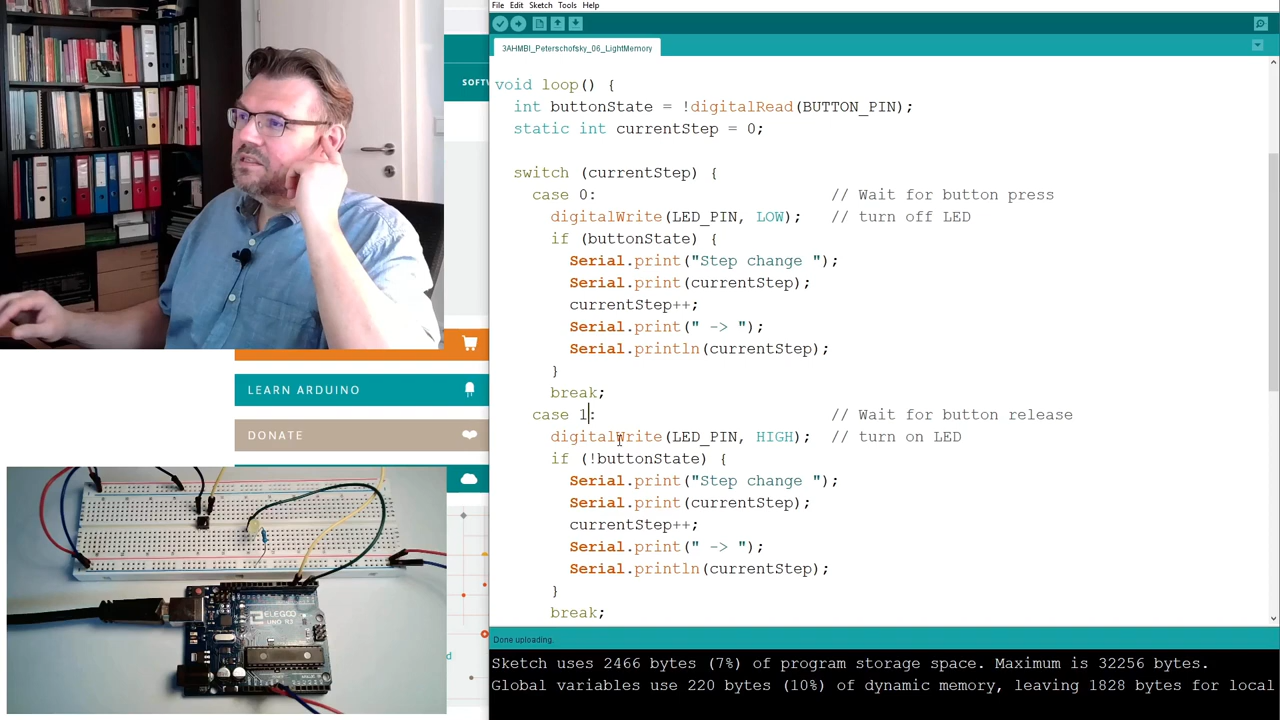 File Edit Sketch Tools Help
3AHMBI_Peterschofsky_06_LightMemory
SOFTW
void loop() {
int buttonState = !digitalRead(BUTTON_PIN);
static int currentStep = 0;
switch (currentStep) {
case 0: // Wait for button press
digitalWrite(LED_PIN, LOW); // turn off LED
if (buttonState) {
Serial.print("Step change ");
Serial.print(currentStep);
currentStep++;
Serial.print(" -> ");
Serial.println(currentStep);
}
break;
case 1: // Wait for button release
digitalWrite(LED_PIN, HIGH); // turn on LED
if (!buttonState) {
Serial.print("Step change ");
Serial.print(currentStep);
currentStep++;
Serial.print(" -> ");
Serial.println(currentStep);
}
break;
LEARN ARDUINO
DONATE
ELEGOO
UNO R3
Done uploading.
Sketch uses 2466 bytes (7%) of program storage space. Maximum is 32256 bytes.
Global variables use 220 bytes (10%) of dynamic memory, leaving 1828 bytes for local